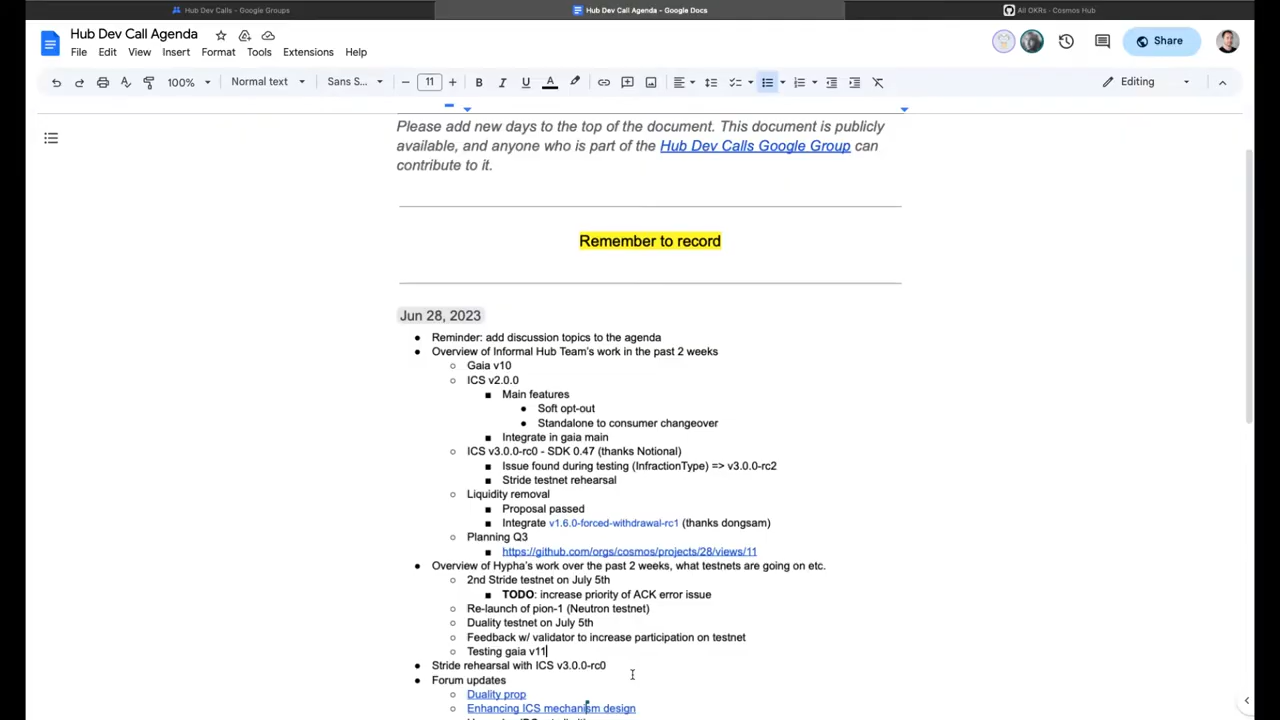 Hub Dev Calls - Google Groups
Hub Dev Call Agenda - Google Docs
All OKRs · Cosmos Hub
Hub Dev Call Agenda
File Edit View Insert Format Tools Extensions Help
Share
100% Normal text Sans S... 11 B I U A Editing
Please add new days to the top of the document. This document is publicly
available, and anyone who is part of the Hub Dev Calls Google Group can
contribute to it.
Remember to record
Jun 28, 2023
● Reminder: add discussion topics to the agenda
● Overview of Informal Hub Team's work in the past 2 weeks
○ Gaia v10
○ ICS v2.0.0
■ Main features
● Soft opt-out
● Standalone to consumer changeover
■ Integrate in gaia main
○ ICS v3.0.0-rc0 - SDK 0.47 (thanks Notional)
■ Issue found during testing (InfractionType) => v3.0.0-rc2
■ Stride testnet rehearsal
○ Liquidity removal
■ Proposal passed
■ Integrate v1.6.0-forced-withdrawal-rc1 (thanks dongsam)
○ Planning Q3
■ https://github.com/orgs/cosmos/projects/28/views/11
● Overview of Hypha's work over the past 2 weeks, what testnets are going on etc.
○ 2nd Stride testnet on July 5th
■ TODO: increase priority of ACK error issue
○ Re-launch of pion-1 (Neutron testnet)
○ Duality testnet on July 5th
○ Feedback w/ validator to increase participation on testnet
○ Testing gaia v11
● Stride rehearsal with ICS v3.0.0-rc0
● Forum updates
○ Duality prop
○ Enhancing ICS mechanism design